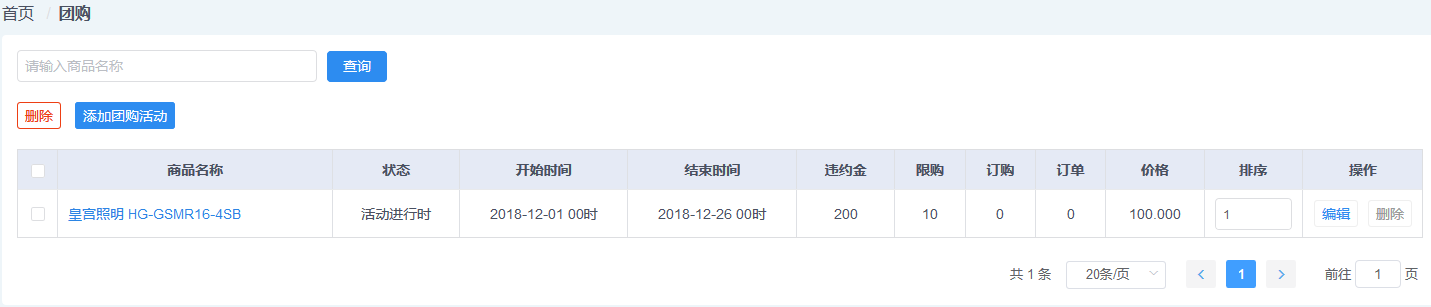 首页 / 团购
请输入商品名称 查询
删除 添加团购活动
商品名称 状态 开始时间 结束时间 违约金 限购 订购 订单 价格 排序 操作
皇宫照明 HG-GSMR16-4SB 活动进行时 2018-12-01 00时 2018-12-26 00时 200 10 0 0 100.000 1 编辑 删除
共 1 条 20条/页 1 前往 1 页